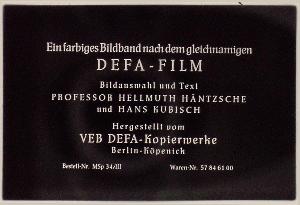 Ein farbiges Bildband nach dem gleichnamigen
DEFA-FILM
Bildauswahl und Text
PROFESSOR HELLMUTH HÄNTZSCHE
und HANS KUBISCH
Hergestellt vom
VEB DEFA-Kopierwerke
Berlin-Köpenick
Bestell-Nr. MSp 34/III Waren-Nr. 57 84 61 00